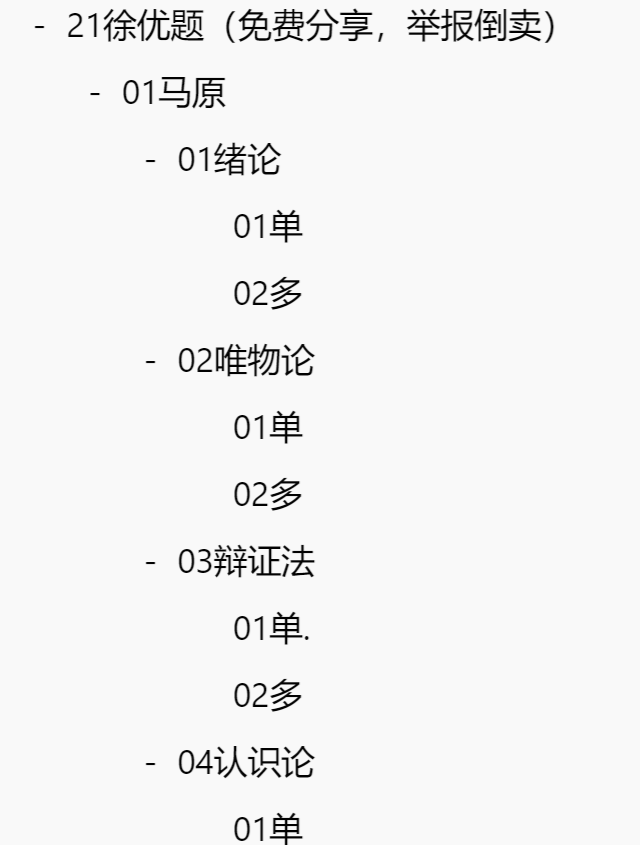 - 21徐优题（免费分享，举报倒卖）
- 01马原
- 01绪论
01单
02多
- 02唯物论
01单
02多
- 03辩证法
01单.
02多
- 04认识论
01单